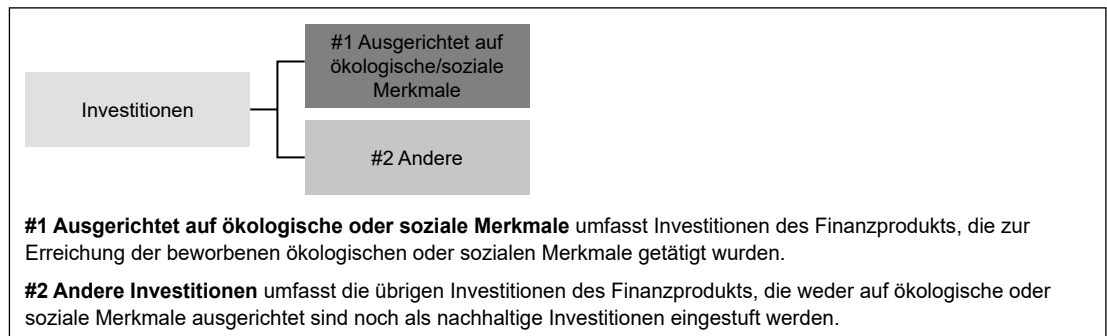 #1 Ausgerichtet auf
ökologische/soziale
Merkmale
Investitionen
#2 Andere
#1 Ausgerichtet auf ökologische oder soziale Merkmale umfasst Investitionen des Finanzprodukts, die zur
Erreichung der beworbenen ökologischen oder sozialen Merkmale getätigt wurden.
#2 Andere Investitionen umfasst die übrigen Investitionen des Finanzprodukts, die weder auf ökologische oder
soziale Merkmale ausgerichtet sind noch als nachhaltige Investitionen eingestuft werden.